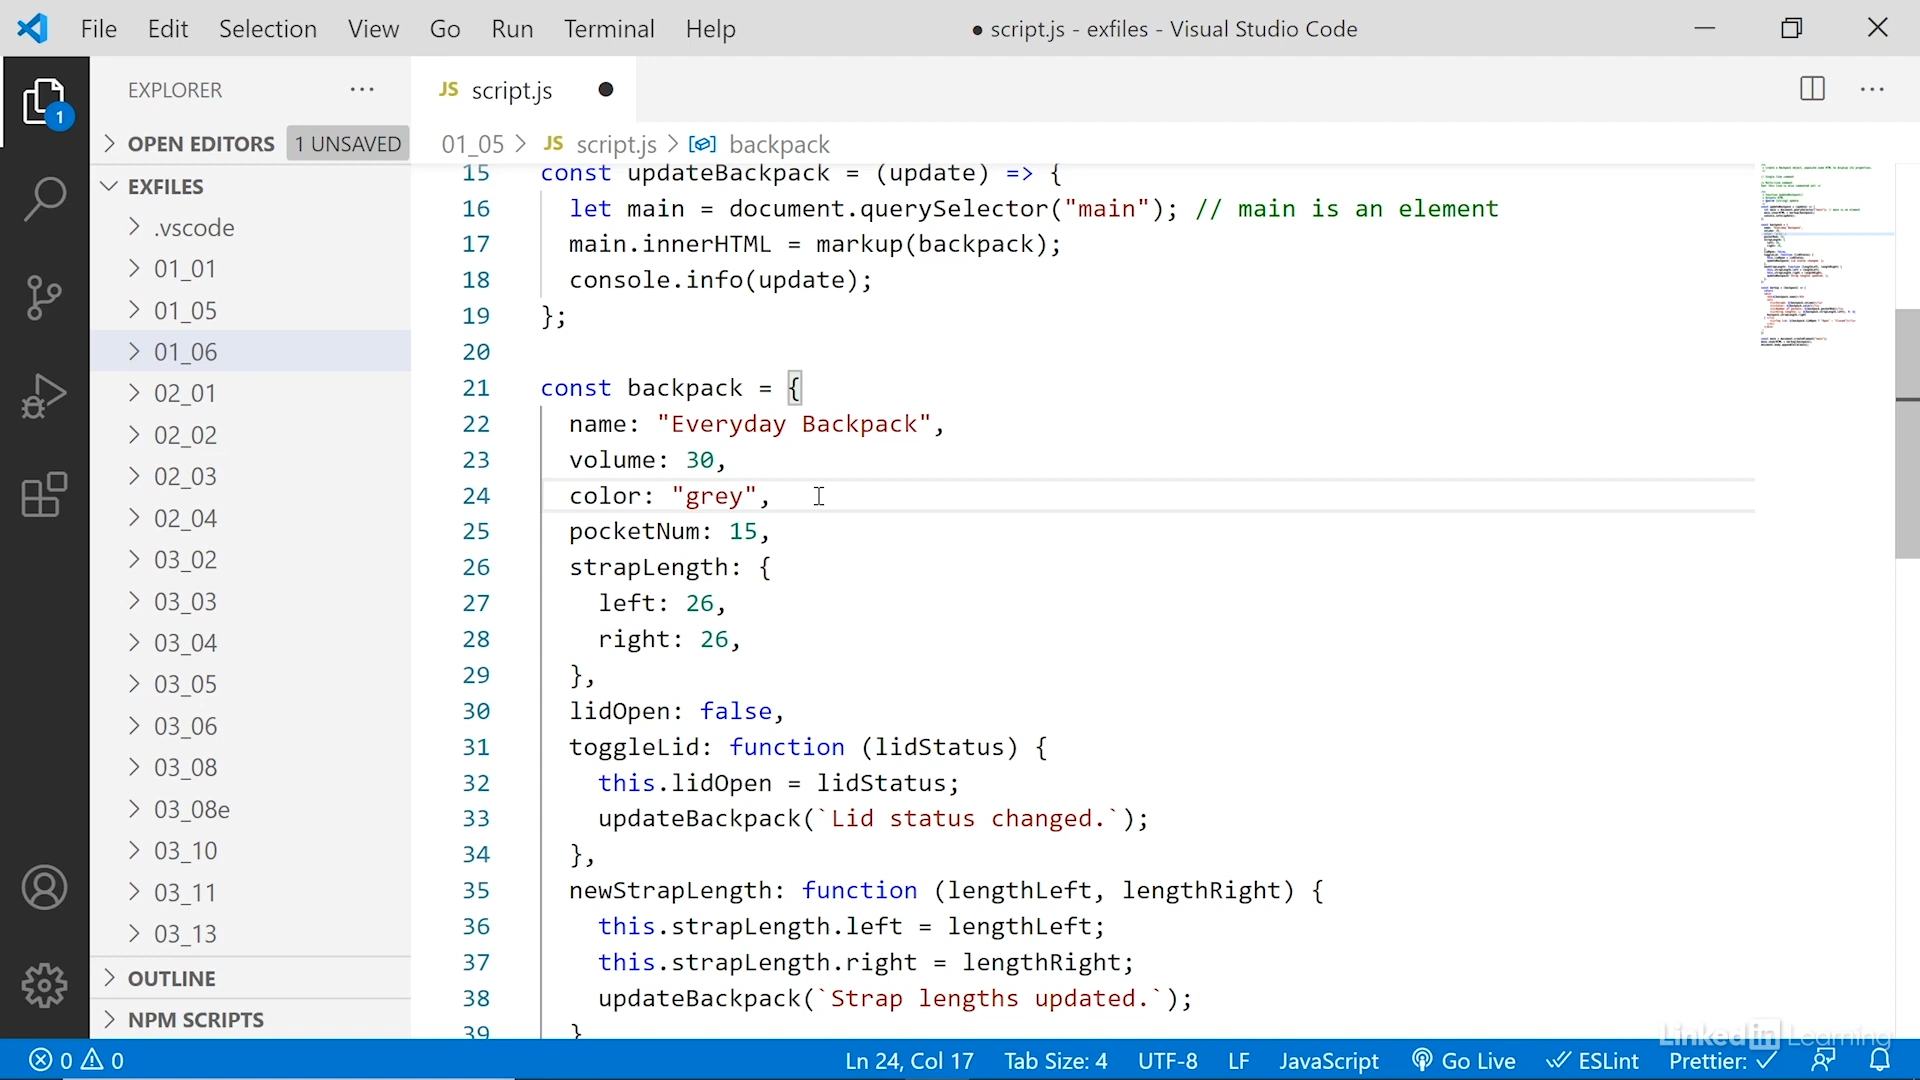 File Edit Selection View Go Run Terminal Help
● script.js - exfiles - Visual Studio Code
EXPLORER
OPEN EDITORS 1 UNSAVED
EXFILES
.vscode
01_01
01_05
01_06
02_01
02_02
02_03
02_04
03_02
03_03
03_04
03_05
03_06
03_08
03_08e
03_10
03_11
03_13
OUTLINE
NPM SCRIPTS
1
JS script.js ●
01_05 > JS script.js > backpack
15 const updateBackpack = (update) => {
16 let main = document.querySelector("main"); // main is an element
17 main.innerHTML = markup(backpack);
18 console.info(update);
19 };
20
21 const backpack = {
22 name: "Everyday Backpack",
23 volume: 30,
24 color: "grey",
25 pocketNum: 15,
26 strapLength: {
27 left: 26,
28 right: 26,
29 },
30 lidOpen: false,
31 toggleLid: function (lidStatus) {
32 this.lidOpen = lidStatus;
33 updateBackpack(`Lid status changed.`);
34 },
35 newStrapLength: function (lengthLeft, lengthRight) {
36 this.strapLength.left = lengthLeft;
37 this.strapLength.right = lengthRight;
38 updateBackpack(`Strap lengths updated.`);
39 }
LinkedIn Learning
0 0 Ln 24, Col 17 Tab Size: 4 UTF-8 LF JavaScript Go Live ESLint Prettier: ✓